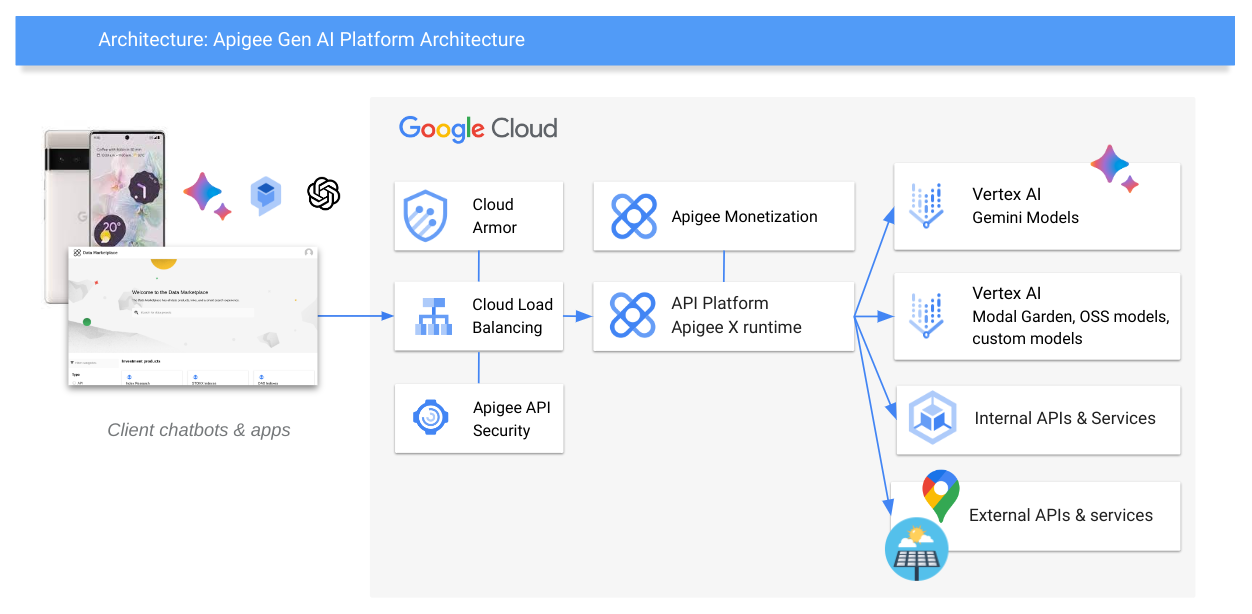 Architecture: Apigee Gen AI Platform Architecture
Google Cloud
20°
Data Marketplace
Welcome to the Data Marketplace
Investment products
Type
Client chatbots & apps
Cloud
Armor
Cloud Load
Balancing
Apigee API
Security
Apigee Monetization
API Platform
Apigee X runtime
Vertex AI
Gemini Models
Vertex AI
Modal Garden, OSS models,
custom models
Internal APIs & Services
External APIs & services